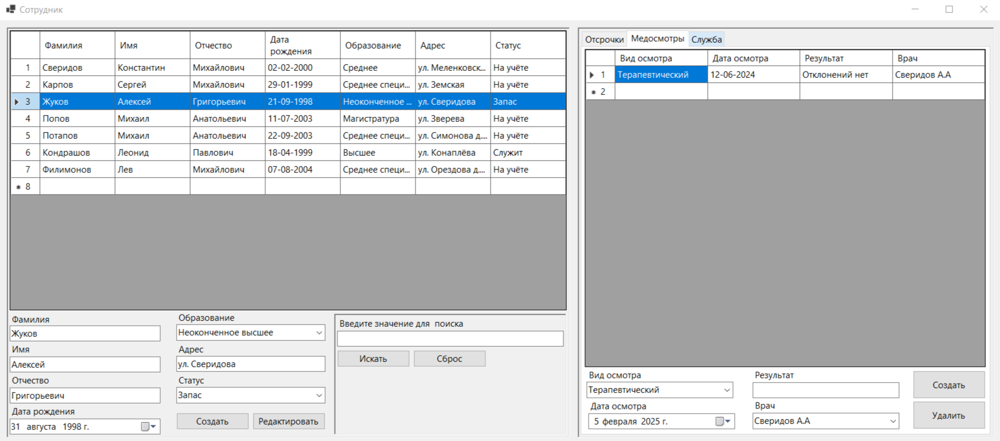 Сотрудник
Фамилия Имя Отчество Дата рождения Образование Адрес Статус
1 Свиридов Константин Михайлович 02-02-2000 Среднее ул. Меленковск... На учёте
2 Карпов Сергей Михайлович 29-01-1999 Среднее специ... ул. Земская На учёте
3 Жуков Алексей Григорьевич 21-09-1998 Неоконченное ... ул. Сверидова Запас
4 Попов Михаил Анатольевич 11-07-2003 Магистратура ул. Зверева На учёте
5 Потапов Михаил Анатольевич 22-09-2003 Среднее специ... ул. Симонова д.... На учёте
6 Кондрашов Леонид Павлович 18-04-1999 Высшее ул. Конаплёва Служит
7 Филимонов Лев Михайлович 07-08-2004 Среднее специ... ул. Орездова д.... На учёте
8
Фамилия
Жуков
Имя
Алексей
Отчество
Григорьевич
Дата рождения
31 августа 1998 г.
Образование
Неоконченное высшее
Адрес
ул. Сверидова
Статус
Запас
Создать Редактировать
Введите значение для поиска
Искать Сброс
Отсрочки Медосмотры Служба
Вид осмотра Дата осмотра Результат Врач
1 Терапевтический 12-06-2024 Отклонений нет Сверидов А.А
2
Вид осмотра
Терапевтический
Дата осмотра
5 февраля 2025 г.
Результат
Врач
Сверидов А.А
Создать
Удалить